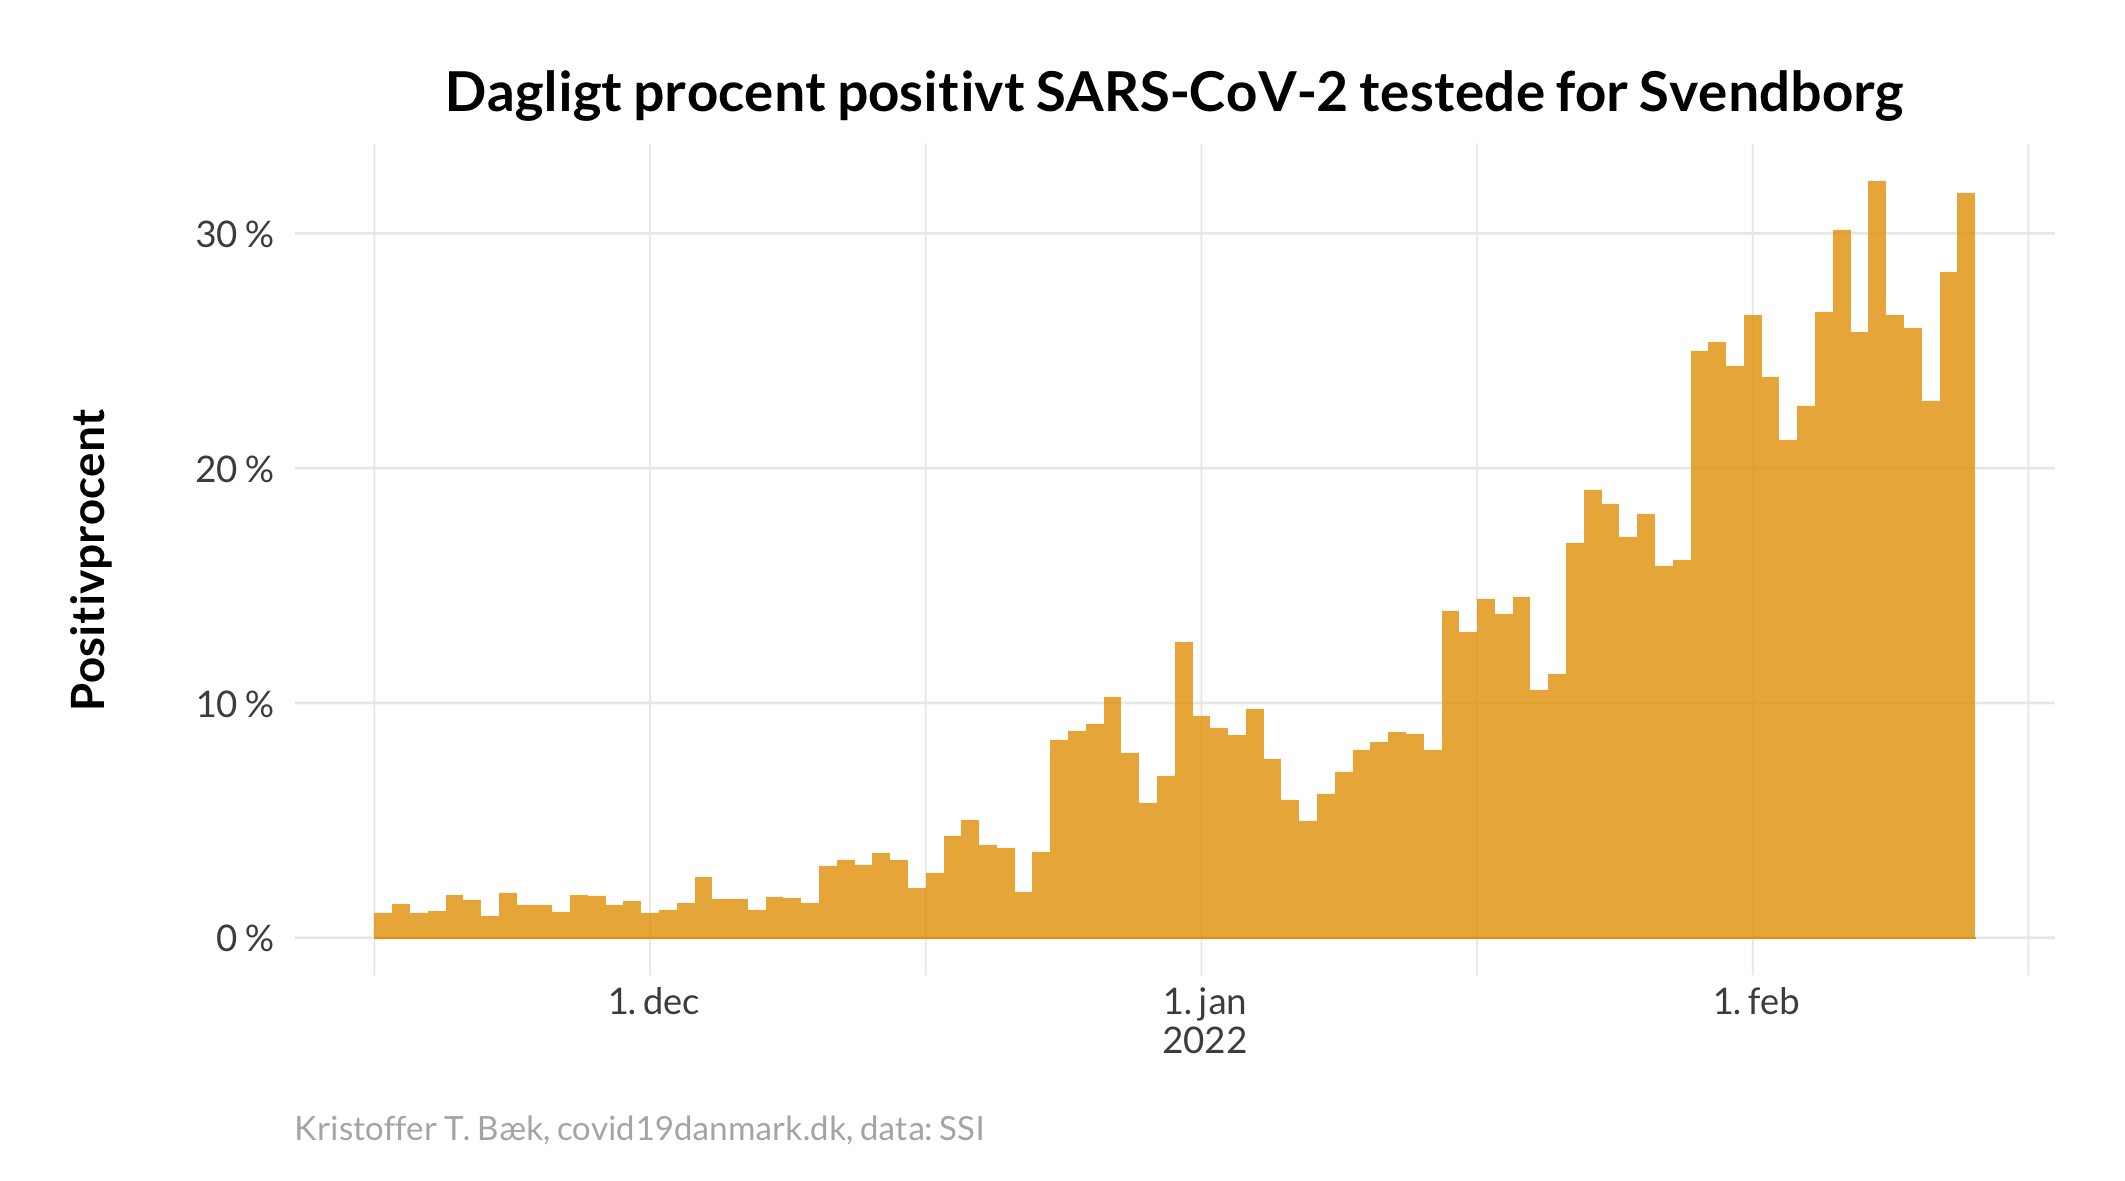 Dagligt procent positivt SARS-CoV-2 testede for Svendborg
Positivprocent
30 %
20 %
10 %
0 %
1. dec
1. jan
2022
1. feb
Kristoffer T. Bæk, covid19danmark.dk, data: SSI